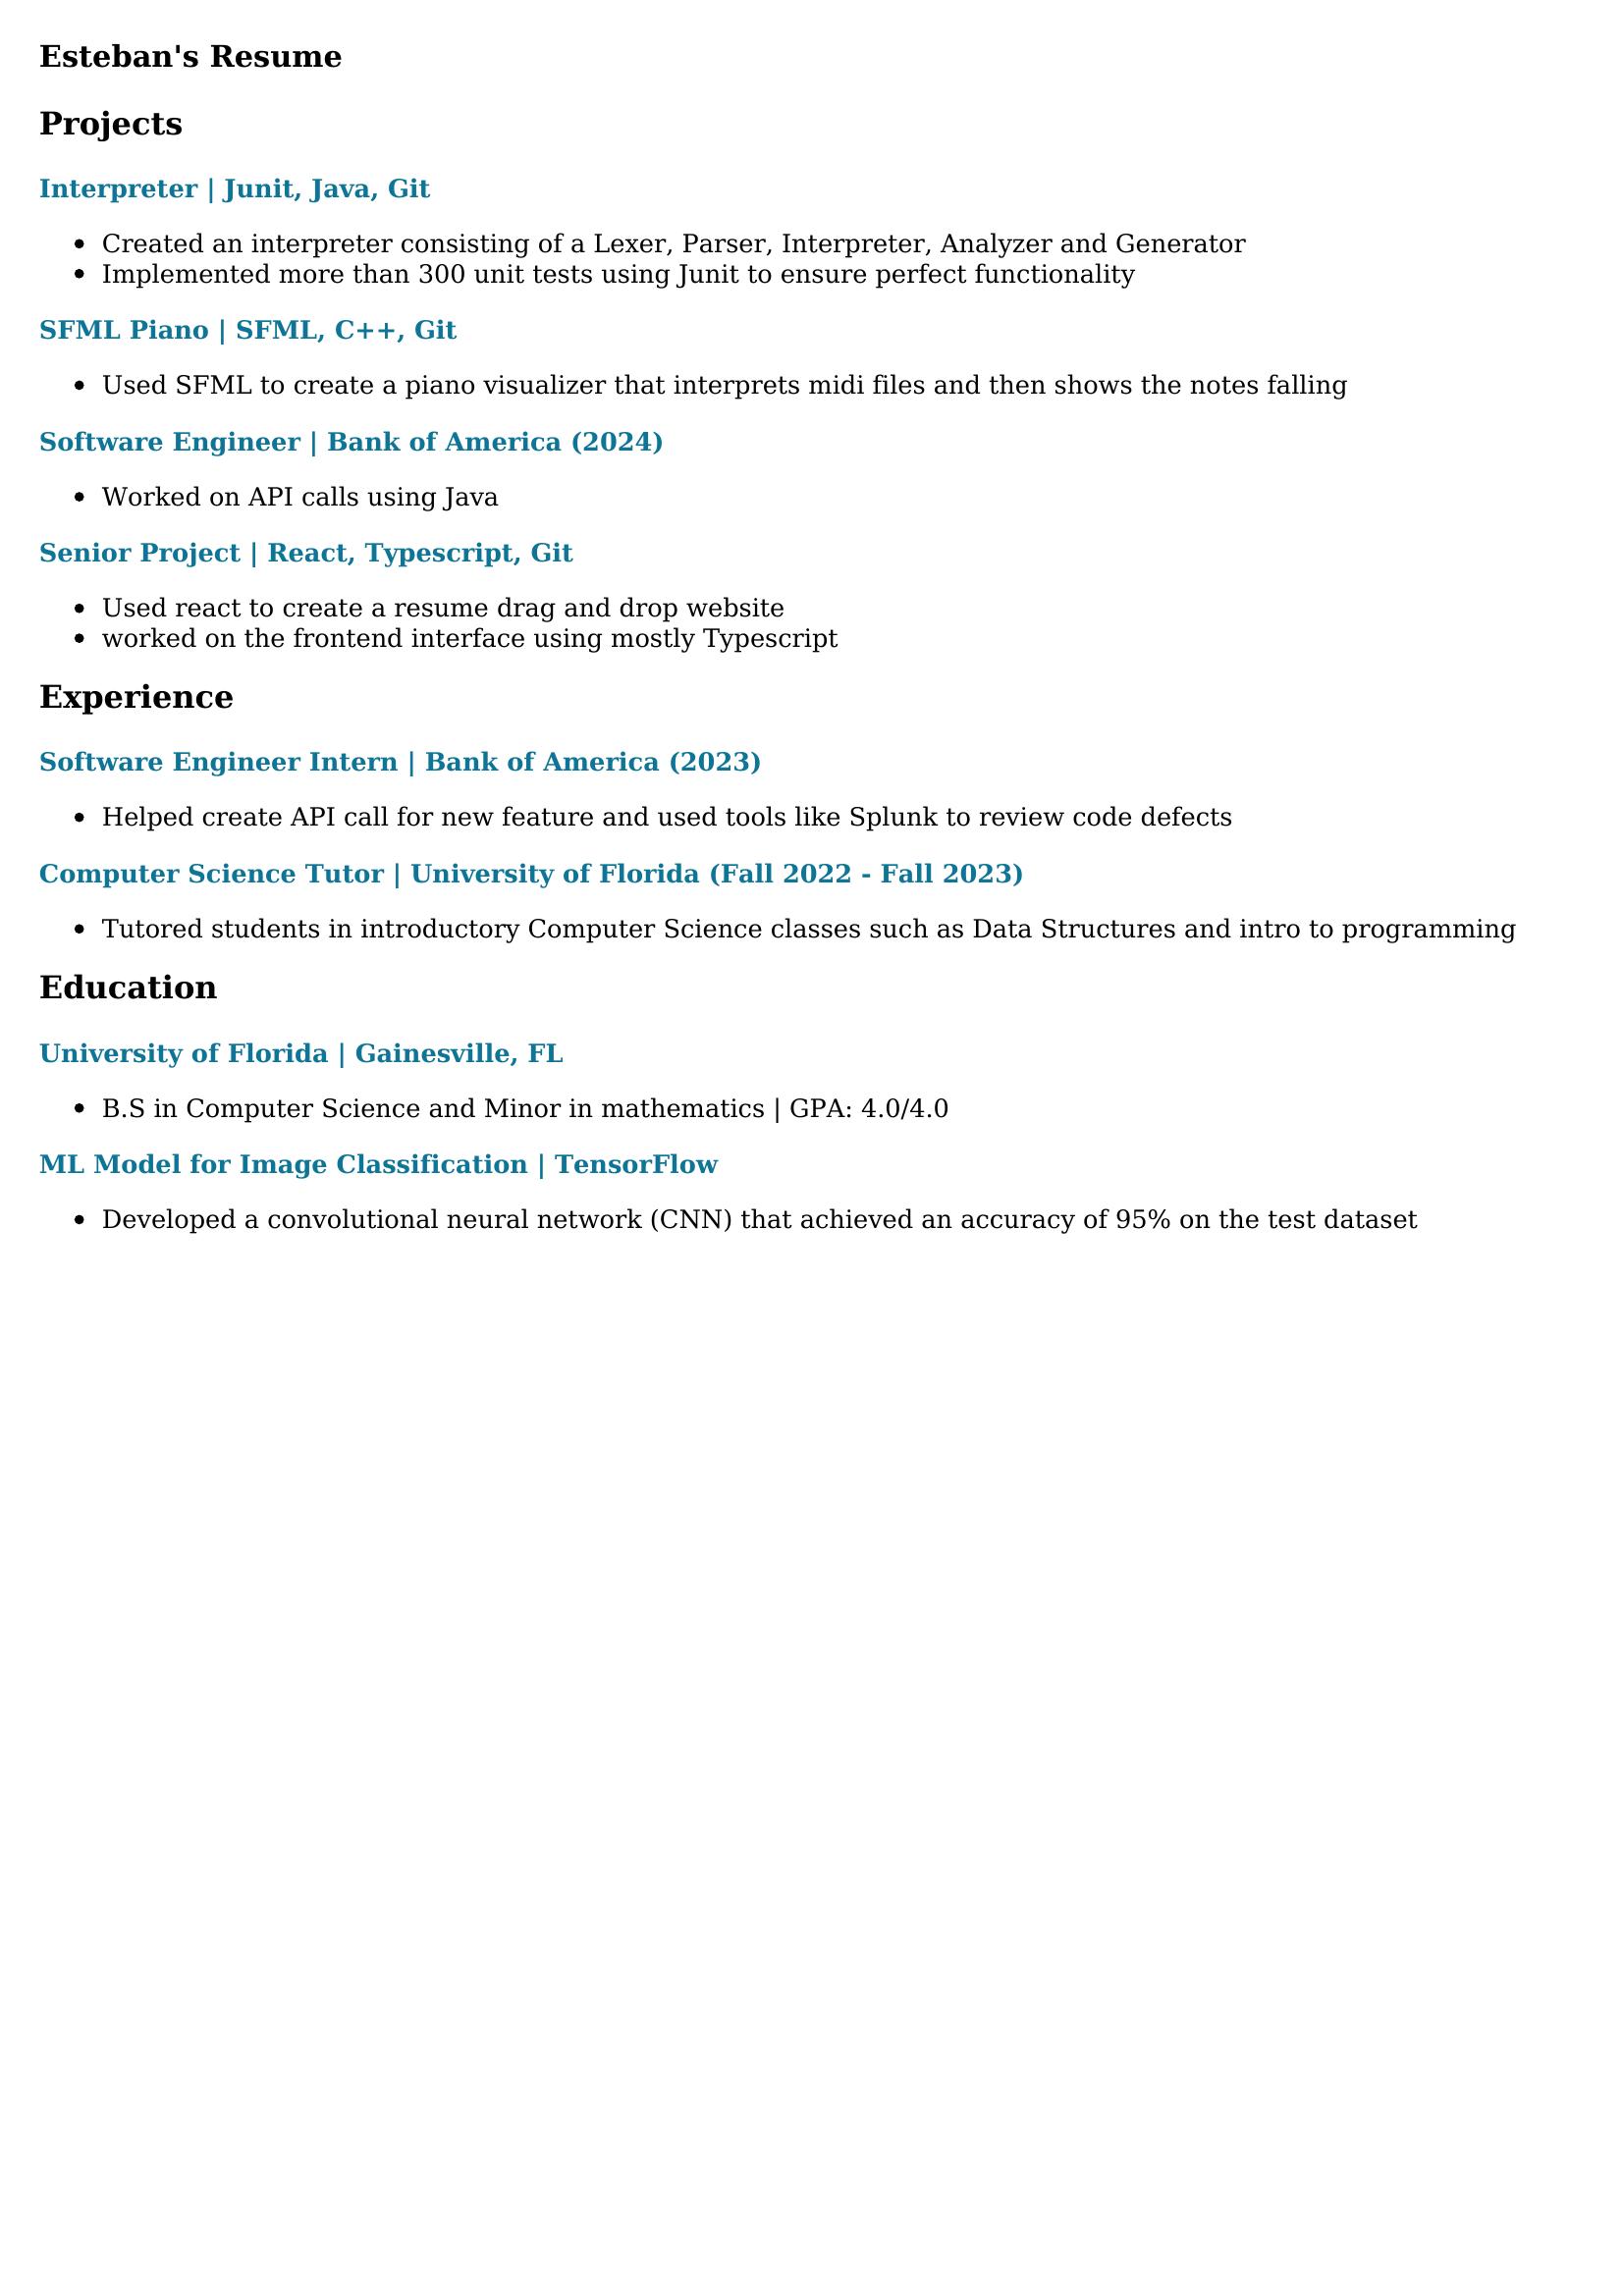 Esteban's Resume
Projects
Interpreter | Junit, Java, Git
• Created an interpreter consisting of a Lexer, Parser, Interpreter, Analyzer and Generator
• Implemented more than 300 unit tests using Junit to ensure perfect functionality
SFML Piano | SFML, C++, Git
• Used SFML to create a piano visualizer that interprets midi files and then shows the notes falling
Software Engineer | Bank of America (2024)
• Worked on API calls using Java
Senior Project | React, Typescript, Git
• Used react to create a resume drag and drop website
• worked on the frontend interface using mostly Typescript
Experience
Software Engineer Intern | Bank of America (2023)
• Helped create API call for new feature and used tools like Splunk to review code defects
Computer Science Tutor | University of Florida (Fall 2022 - Fall 2023)
• Tutored students in introductory Computer Science classes such as Data Structures and intro to programming
Education
University of Florida | Gainesville, FL
• B.S in Computer Science and Minor in mathematics | GPA: 4.0/4.0
ML Model for Image Classification | TensorFlow
• Developed a convolutional neural network (CNN) that achieved an accuracy of 95% on the test dataset